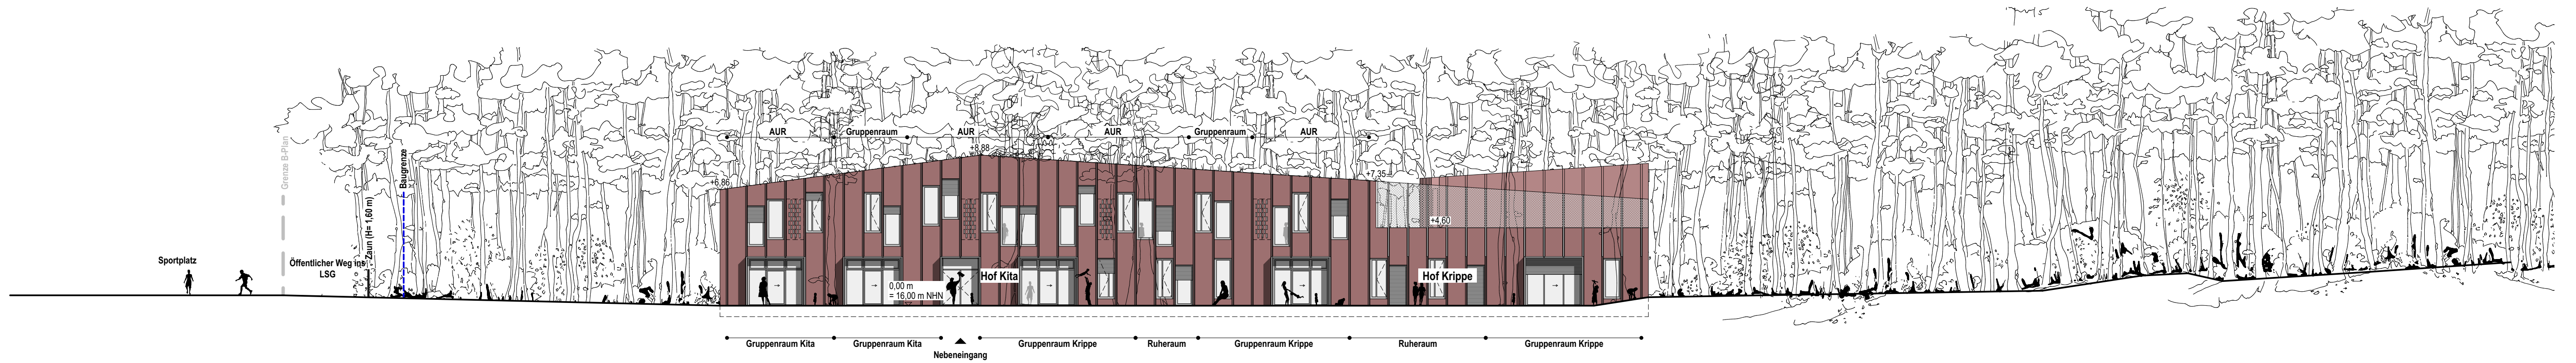 Grenze B-Plan
Baugrenze
Zaun (H= 1,60 m)
Sportplatz
Öffentlicher Weg ins
LSG
AUR
Gruppenraum
AUR
AUR
Gruppenraum
AUR
+6,86
+8,88
+7,35
+4,60
Hof Kita
Hof Krippe
0,00 m
= 16,00 m NHN
Gruppenraum Kita
Gruppenraum Kita
Nebeneingang
Gruppenraum Krippe
Ruheraum
Gruppenraum Krippe
Ruheraum
Gruppenraum Krippe